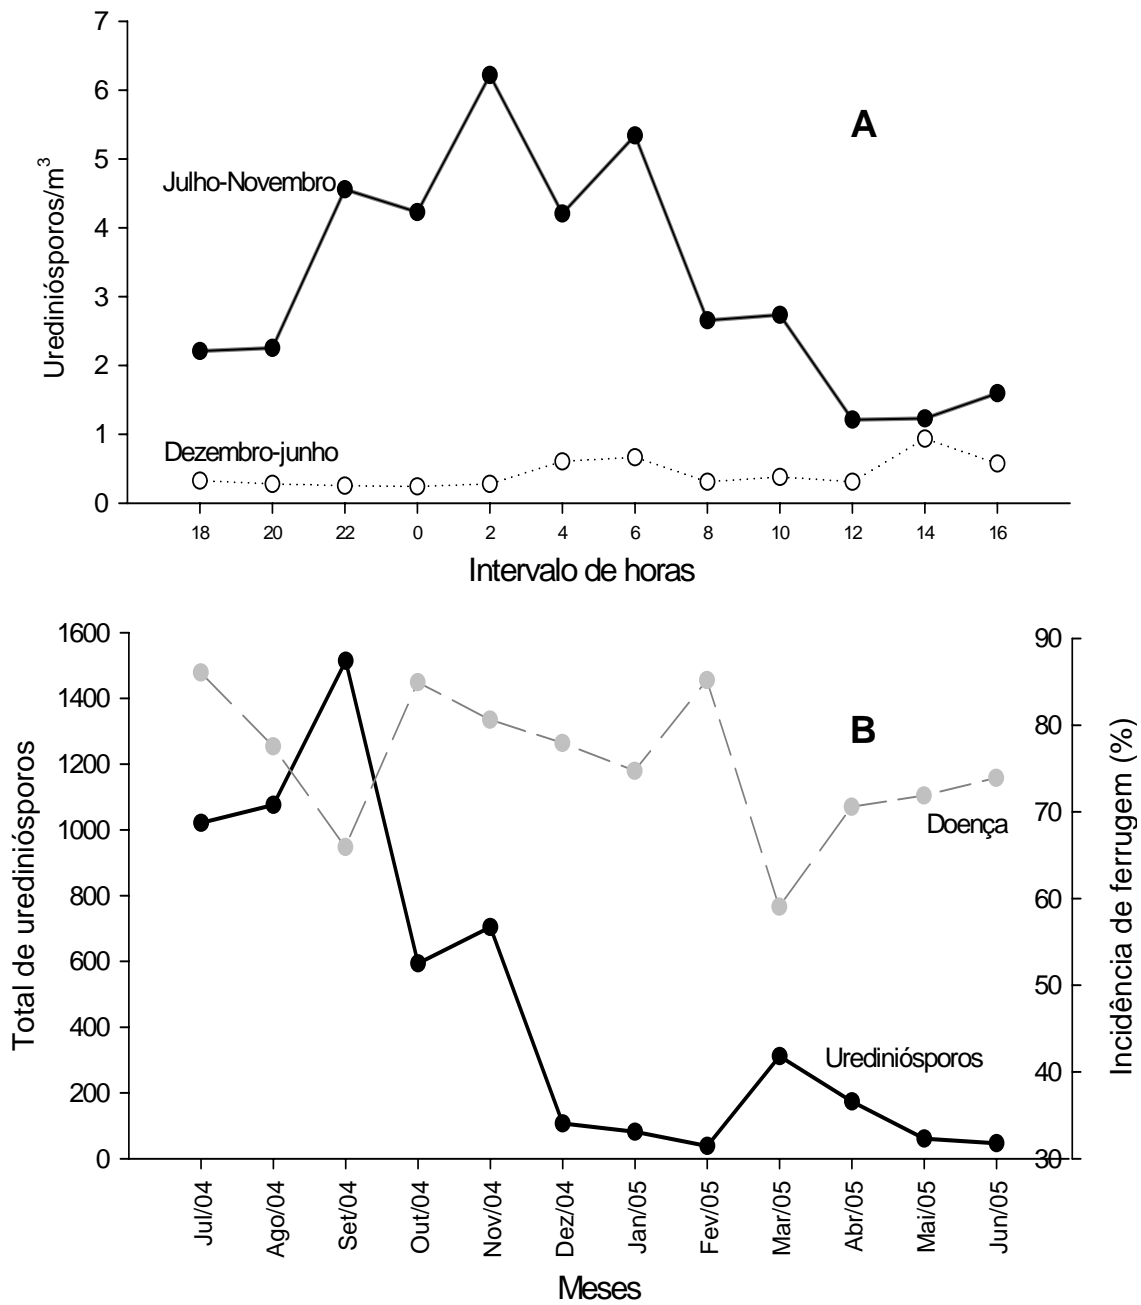 7
6
5
4
3
2
1
0
Urediniósporos/m³
A
Julho-Novembro
Dezembro-junho
18 20 22 0 2 4 6 8 10 12 14 16
Intervalo de horas
1600
1400
1200
1000
800
600
400
200
0
Total de urediniósporos
90
80
70
60
50
40
30
Incidência de ferrugem (%)
B
Doença
Urediniósporos
Jul/04
Ago/04
Set/04
Out/04
Nov/04
Dez/04
Jan/05
Fev/05
Mar/05
Abr/05
Mai/05
Jun/05
Meses